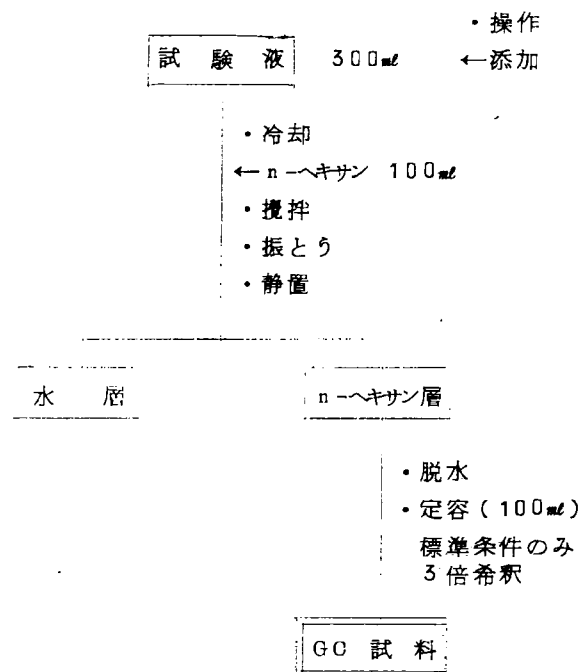 ・操作
試験液 300ml ←添加
・冷却
← n-ヘキサン 100ml
・攪拌
・振とう
・静置
水層 n-ヘキサン層
・脱水
・定容(100ml)
標準条件のみ
3倍希釈
GC 試料